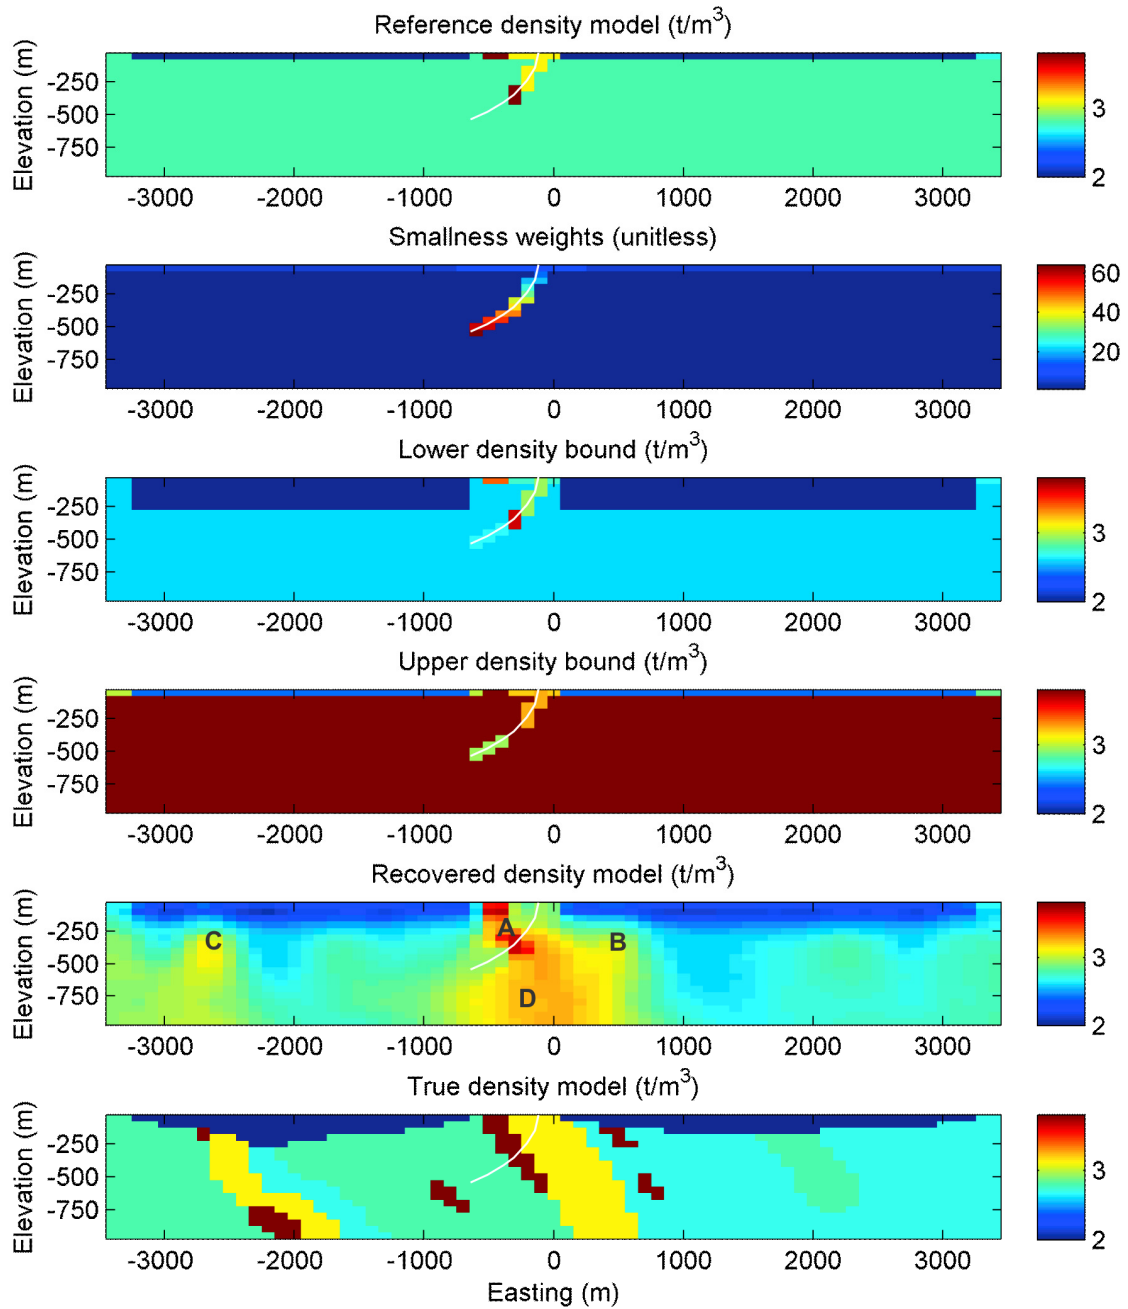 Reference density model (t/m³)
Elevation (m)
-250
-500
-750
-3000 -2000 -1000 0 1000 2000 3000
3
2
Smallness weights (unitless)
Elevation (m)
-250
-500
-750
-3000 -2000 -1000 0 1000 2000 3000
60
40
20
Lower density bound (t/m³)
Elevation (m)
-250
-500
-750
-3000 -2000 -1000 0 1000 2000 3000
3
2
Upper density bound (t/m³)
Elevation (m)
-250
-500
-750
-3000 -2000 -1000 0 1000 2000 3000
3
2
Recovered density model (t/m³)
Elevation (m)
-250
-500
-750
A
C
B
D
-3000 -2000 -1000 0 1000 2000 3000
3
2
True density model (t/m³)
Elevation (m)
-250
-500
-750
-3000 -2000 -1000 0 1000 2000 3000
3
2
Easting (m)